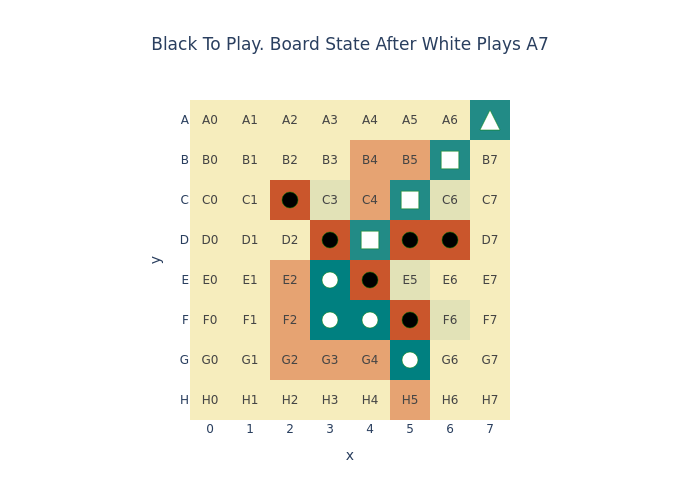 Black To Play. Board State After White Plays A7
A A0 A1 A2 A3 A4 A5 A6
B B0 B1 B2 B3 B4 B5 B7
C C0 C1 C3 C4 C6 C7
D D0 D1 D2 D7
E E0 E1 E2 E5 E6 E7
F F0 F1 F2 F6 F7
G G0 G1 G2 G3 G4 G6 G7
H H0 H1 H2 H3 H4 H5 H6 H7
0 1 2 3 4 5 6 7
x
y